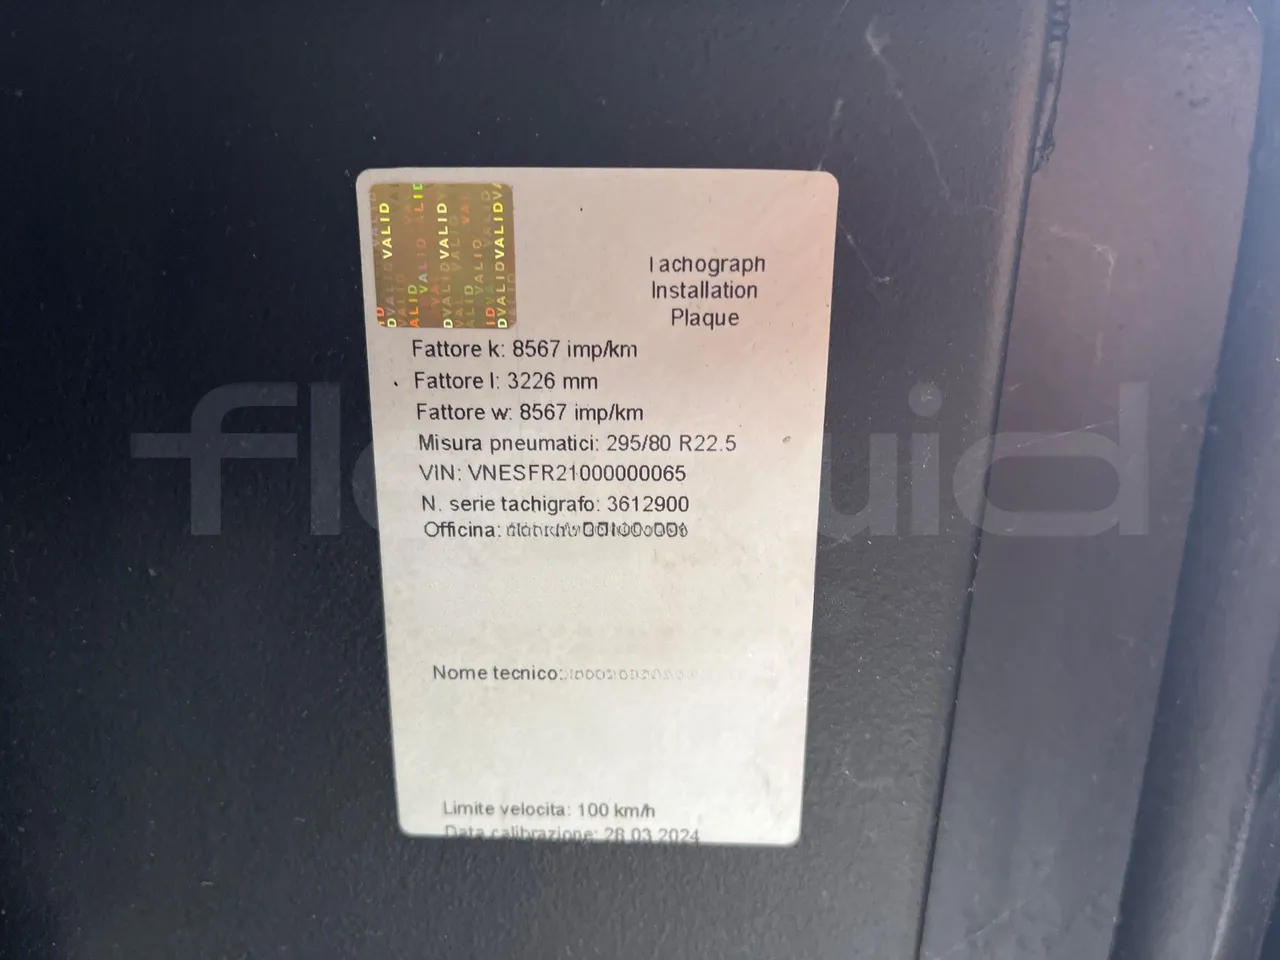 Tachograph
Installation
Plaque
Fattore k: 8567 imp/km
Fattore l: 3226 mm
Fattore w: 8567 imp/km
Misura pneumatici: 295/80 R22.5
VIN: VNESFR21000000065
N. serie tachigrafo: 3612900
Officina:
Nome tecnico:
Limite velocita: 100 km/h
Data calibrazione: 28.03.2024
VALID